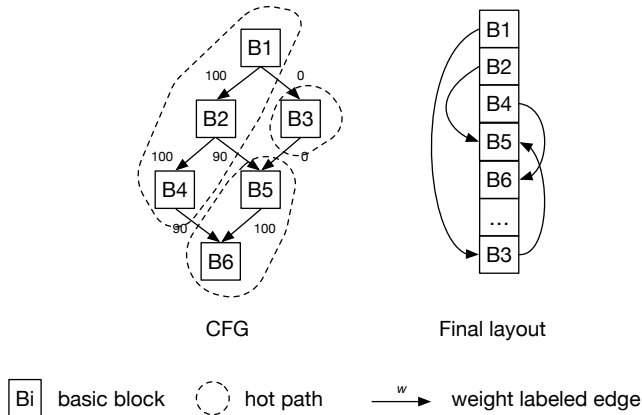 B1
100
0
B2
B3
100
90
0
B4
B5
90
100
B6
CFG
B1
B2
B4
B5
B6
...
B3
Final layout
Bi basic block hot path w weight labeled edge